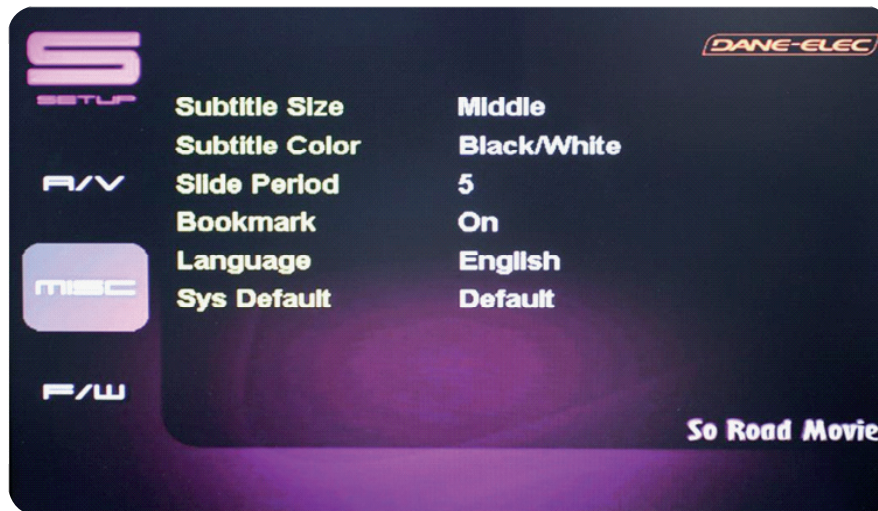 S
SETUP
DANE-ELEC
Subtitle Size Middle
Subtitle Color Black/White
A/V
Slide Period 5
Bookmark On
Language English
MISC
Sys Default Default
F/W
So Road Movie